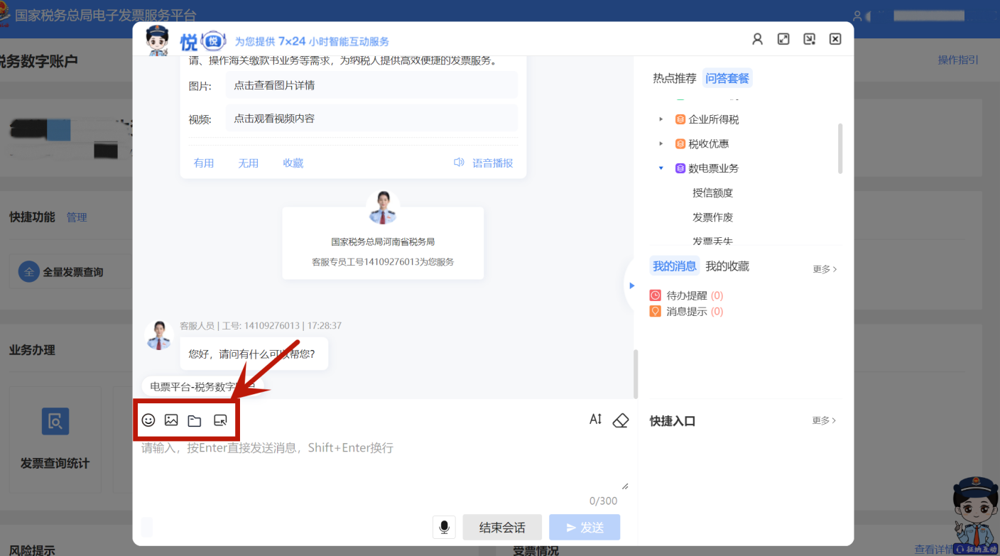 国家税务总局电子发票服务平台
税务数字账户
操作指引
悦 悦 为您提供 7×24 小时智能互动服务
请、操作海关缴款书业务等需求，为纳税人提供高效便捷的发票服务。
图片: 点击查看图片详情
视频: 点击观看视频内容
有用 无用 收藏 语音播报
国家税务总局河南省税务局
客服专员工号14109276013为您服务
客服人员 | 工号: 14109276013 | 17:28:37
您好，请问有什么可以帮您?
电票平台-税务数字账户
请输入，按Enter直接发送消息，Shift+Enter换行
0/300
结束会话 发送
热点推荐 问答套餐
企业所得税
税收优惠
数电票业务
授信额度
发票作废
发票丢失
我的消息 我的收藏 更多
待办提醒 (0)
消息提示 (0)
快捷入口 更多
快捷功能 管理
全 全量发票查询
业务办理
发票查询统计
风险提示
受票情况
查看详情
征纳互动